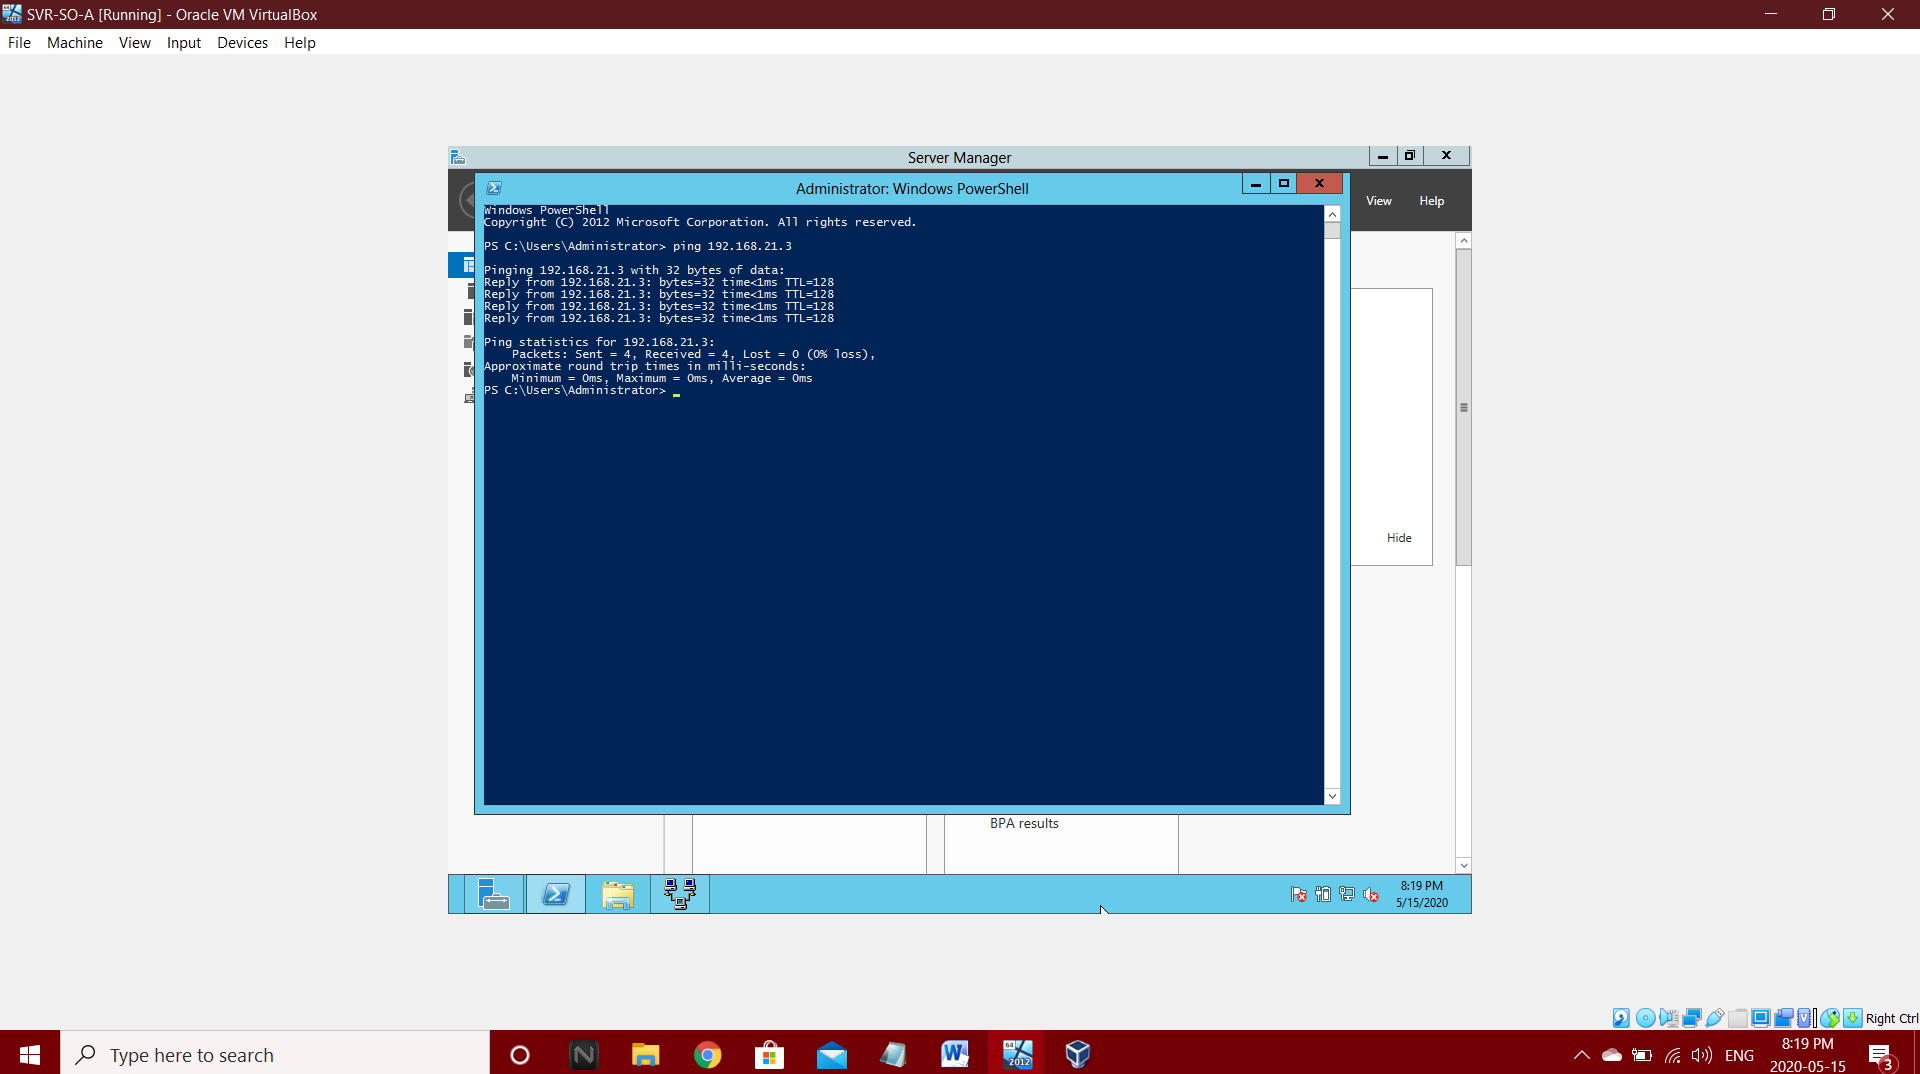 SVR-SO-A [Running] - Oracle VM VirtualBox
File Machine View Input Devices Help
Server Manager
Administrator: Windows PowerShell
View Help
Windows PowerShell
Copyright (C) 2012 Microsoft Corporation. All rights reserved.
PS C:\Users\Administrator> ping 192.168.21.3
Pinging 192.168.21.3 with 32 bytes of data:
Reply from 192.168.21.3: bytes=32 time<1ms TTL=128
Reply from 192.168.21.3: bytes=32 time<1ms TTL=128
Reply from 192.168.21.3: bytes=32 time<1ms TTL=128
Reply from 192.168.21.3: bytes=32 time<1ms TTL=128
Ping statistics for 192.168.21.3:
Packets: Sent = 4, Received = 4, Lost = 0 (0% loss),
Approximate round trip times in milli-seconds:
Minimum = 0ms, Maximum = 0ms, Average = 0ms
PS C:\Users\Administrator>
Hide
BPA results
8:19 PM
5/15/2020
Right Ctrl
Type here to search
64
2012
ENG
8:19 PM
2020-05-15
3